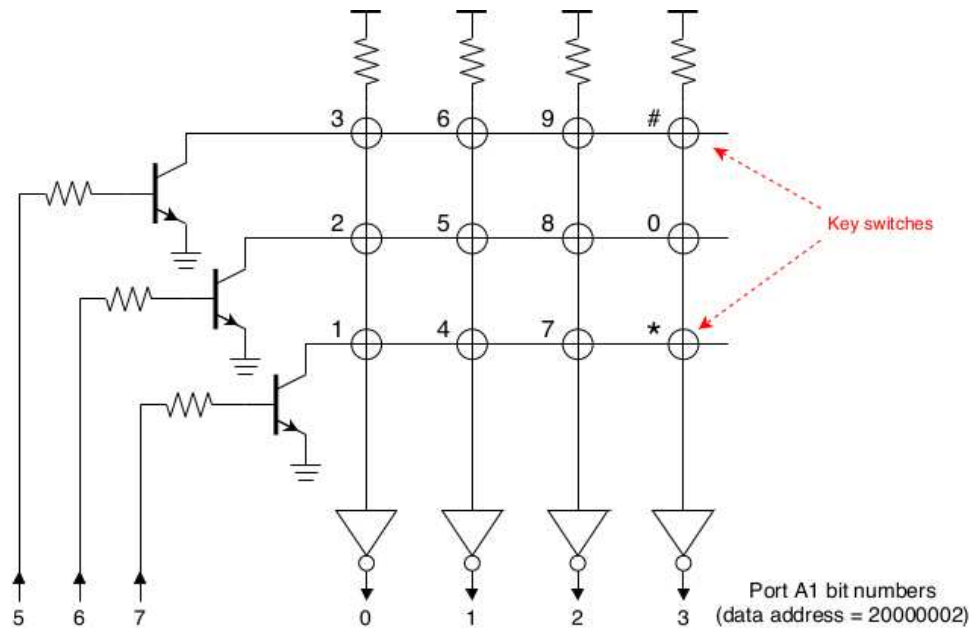 3 6 9 #
2 5 8 0
Key switches
1 4 7 *
Port A1 bit numbers
5 6 7 0 1 2 3 (data address = 20000002)